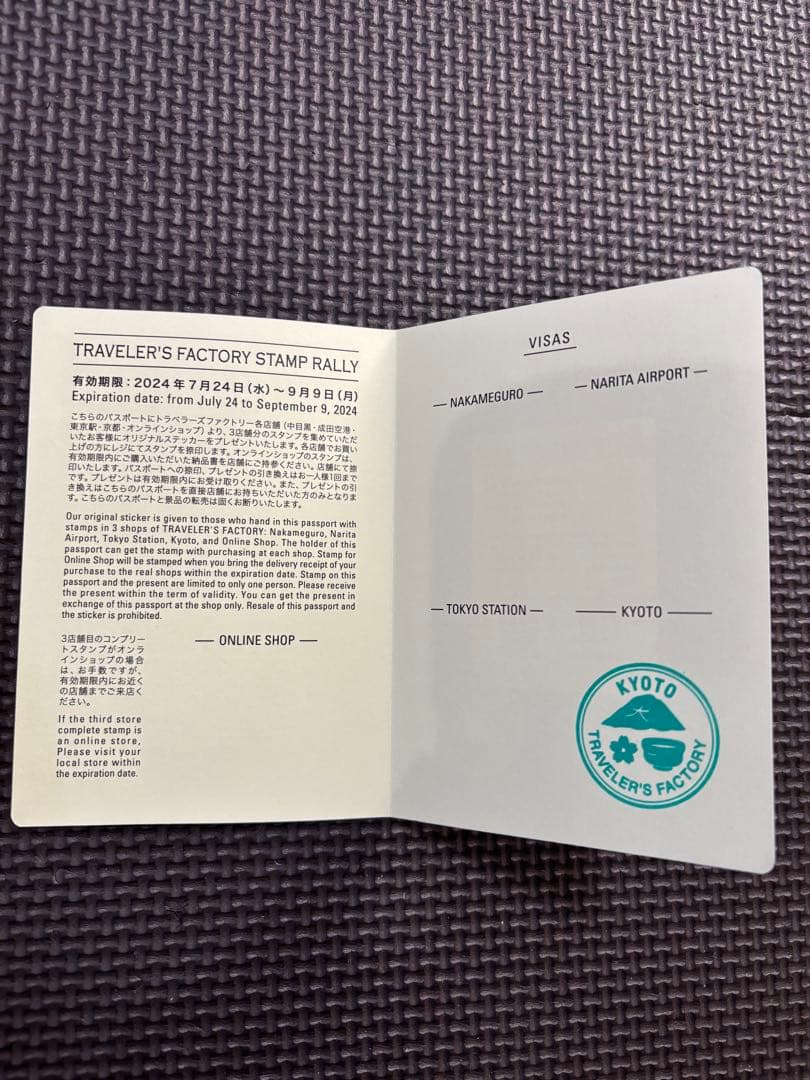 TRAVELER'S FACTORY STAMP RALLY
有効期限：2024年7月24日(水)～9月9日(月)
Expiration date: from July 24 to September 9, 2024
こちらのパスポートにトラベラーズファクトリー各店舗（中目黒・成田空港・
東京駅・京都・オンラインショップ）より、3店舗分のスタンプを集めていただ
いたお客様にオリジナルステッカーをプレゼントいたします。各店舗でお買い
上げの方にレジにてスタンプを捺印します。オンラインショップのスタンプは、
有効期限内にご購入いただいた納品書を店舗にご持参ください。店舗にて捺
印いたします。パスポートへの捺印、プレゼントの引き換えはお一人様1回まで
です。プレゼントは有効期限内にお受け取りください。また、プレゼントの引
き換えはこちらのパスポートを直接店舗にお持ちいただいた方のみとなりま
す。こちらのパスポートと景品の転売は固くお断りいたします。
Our original sticker is given to those who hand in this passport with
stamps in 3 shops of TRAVELER'S FACTORY: Nakameguro, Narita
Airport, Tokyo Station, Kyoto, and Online Shop. The holder of this
passport can get the stamp with purchasing at each shop. Stamp for
Online Shop will be stamped when you bring the delivery receipt of your
purchase to the real shops within the expiration date. Stamp on this
passport and the present are limited to only one person. Please receive
the present within the term of validity. You can get the present in
exchange of this passport at the shop only. Resale of this passport and
the sticker is prohibited.
3店舗目のコンプリー
トスタンプがオンラ
インショップの場合
は、お手数ですが、
有効期限内にお近く
の店舗までご来店く
ださい。
If the third store
complete stamp is
an online store,
Please visit your
local store within
the expiration date.
ONLINE SHOP
VISAS
NAKAMEGURO
NARITA AIRPORT
TOKYO STATION
KYOTO
KYOTO
大
TRAVELER'S FACTORY